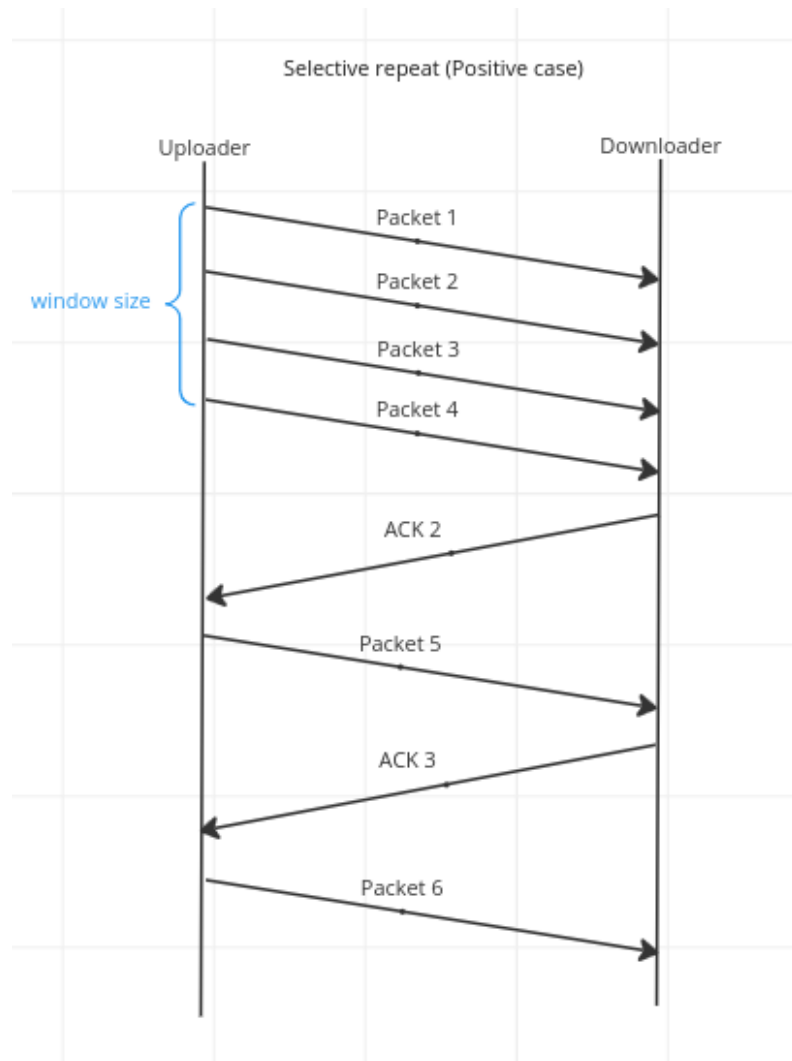 Selective repeat (Positive case)
Uploader
Downloader
Packet 1
Packet 2
window size
Packet 3
Packet 4
ACK 2
Packet 5
ACK 3
Packet 6